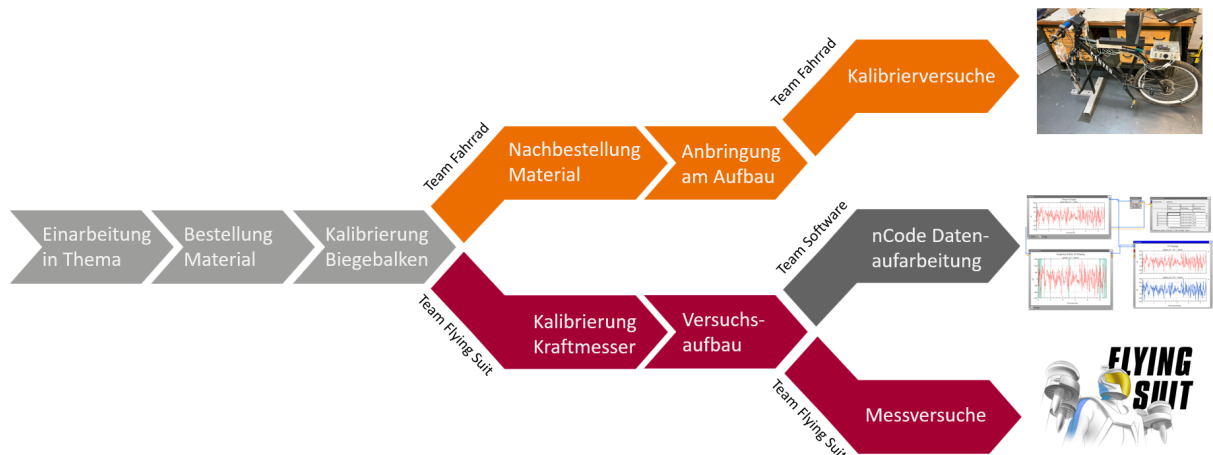 Einarbeitung
in Thema
Bestellung
Material
Kalibrierung
Biegebalken
Team Fahrrad
Nachbestellung
Material
Anbringung
am Aufbau
Team Fahrrad
Kalibrierversuche
Team Flying Suit
Kalibrierung
Kraftmesser
Versuchs-
aufbau
Team Software
nCode Daten-
aufarbeitung
Team Flying Suit
Messversuche
FLYING
SUIT